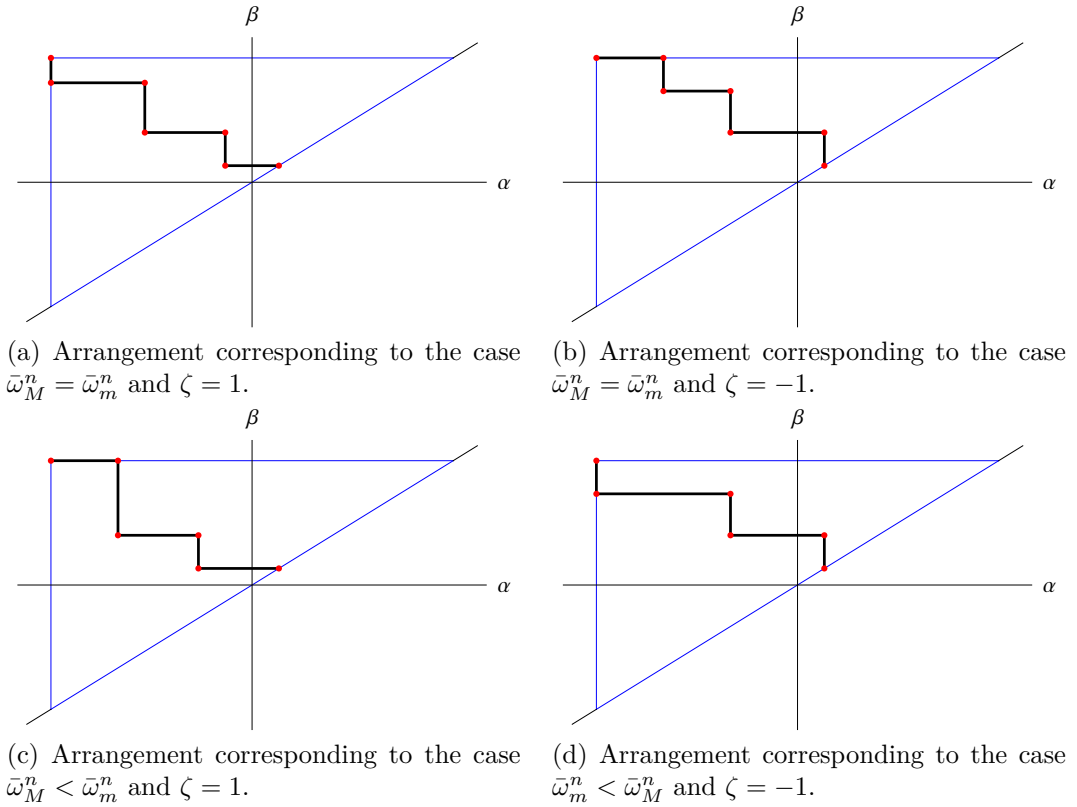 β
β
α
α
(a) Arrangement corresponding to the case
ω̄ⁿ_M = ω̄ⁿ_m and ζ = 1.
(b) Arrangement corresponding to the case
ω̄ⁿ_M = ω̄ⁿ_m and ζ = −1.
β
β
α
α
(c) Arrangement corresponding to the case
ω̄ⁿ_M < ω̄ⁿ_m and ζ = 1.
(d) Arrangement corresponding to the case
ω̄ⁿ_m < ω̄ⁿ_M and ζ = −1.